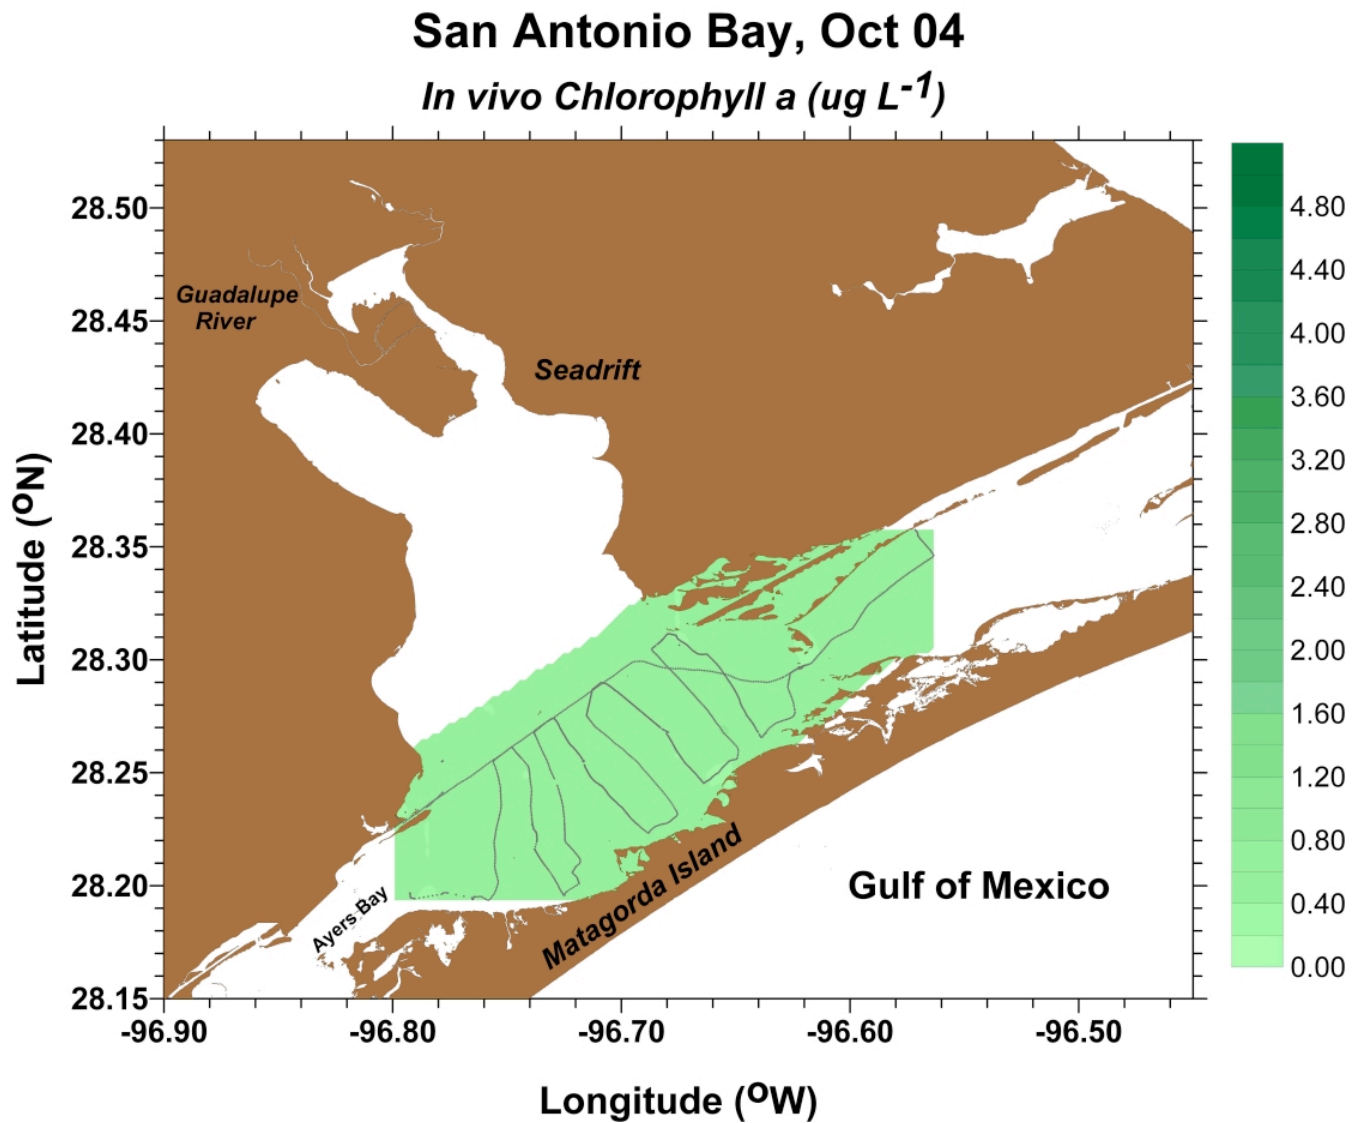 San Antonio Bay, Oct 04
In vivo Chlorophyll a (ug L-1)
28.50
28.45
28.40
28.35
28.30
28.25
28.20
28.15
Latitude (oN)
Guadalupe
River
Seadrift
Ayers Bay
Matagorda Island
Gulf of Mexico
4.80
4.40
4.00
3.60
3.20
2.80
2.40
2.00
1.60
1.20
0.80
0.40
0.00
-96.90 -96.80 -96.70 -96.60 -96.50
Longitude (oW)